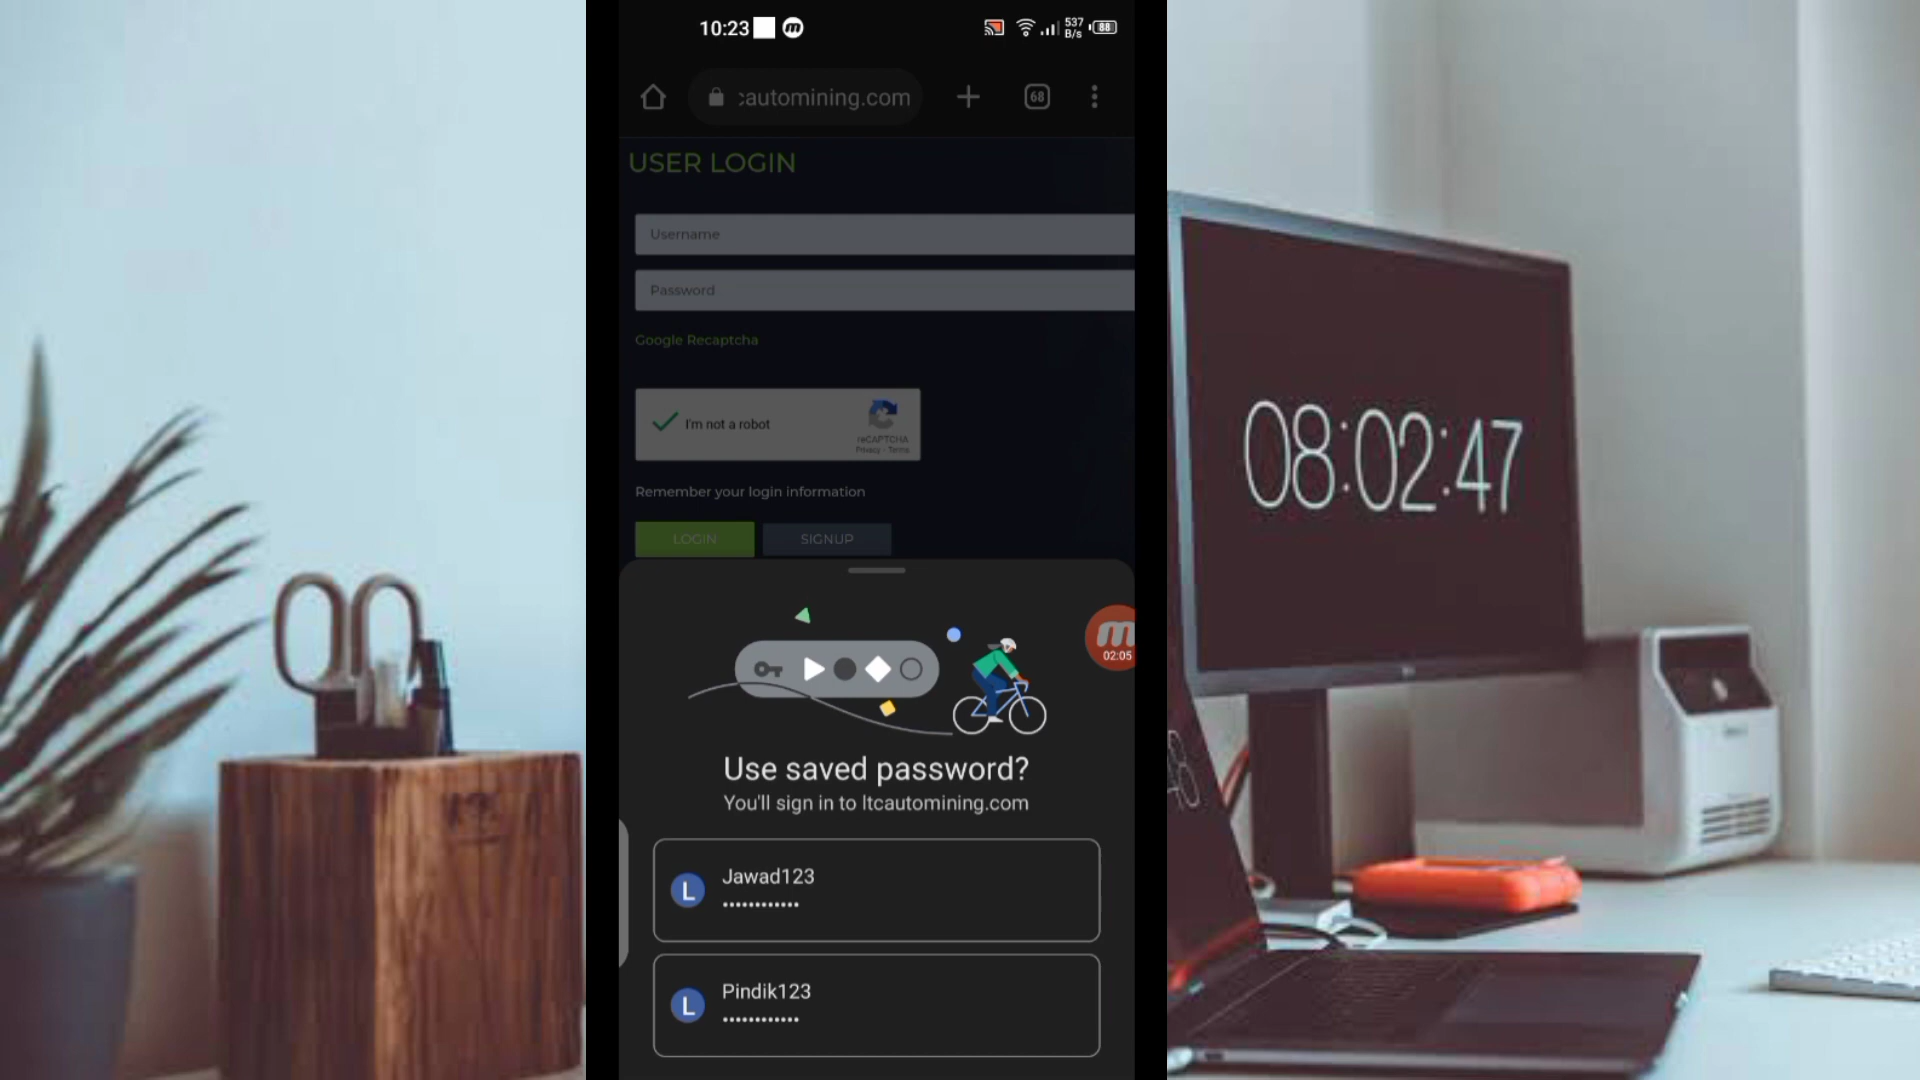 10:23
537
B/s
88
:automining.com
68
USER LOGIN
Username
Password
Google Recaptcha
I'm not a robot
reCAPTCHA
Privacy - Terms
Remember your login information
LOGIN
SIGNUP
02:05
Use saved password?
You'll sign in to ltcautomining.com
L
Jawad123
L
Pindik123
08:02:47